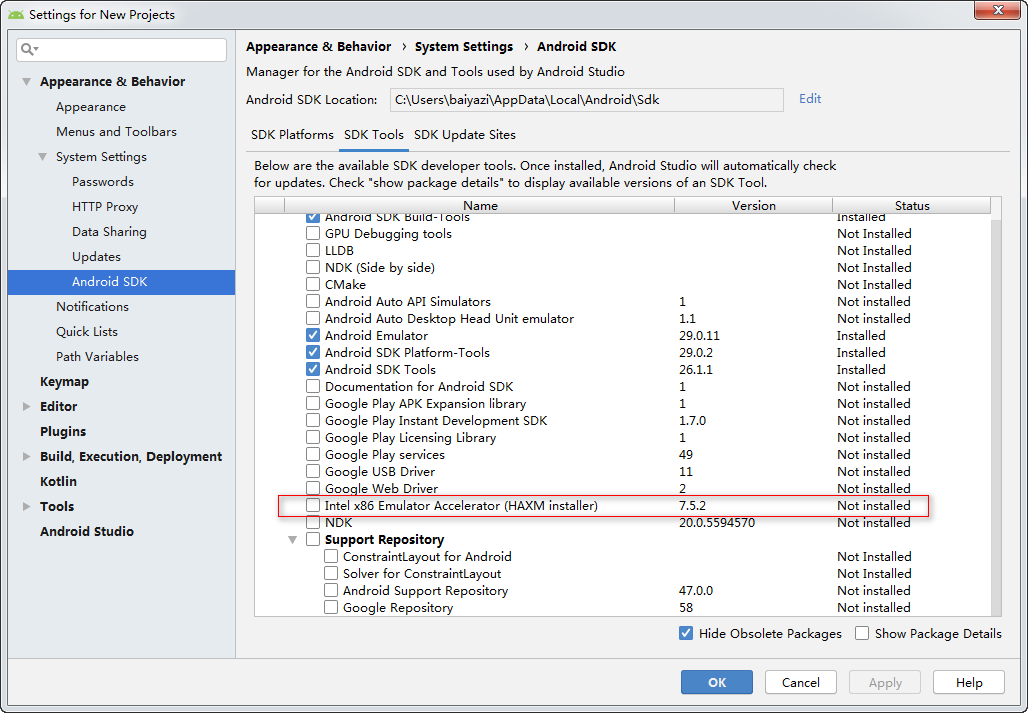 Settings for New Projects
Appearance & Behavior
Appearance
Menus and Toolbars
System Settings
Passwords
HTTP Proxy
Data Sharing
Updates
Android SDK
Notifications
Quick Lists
Path Variables
Keymap
Editor
Plugins
Build, Execution, Deployment
Kotlin
Tools
Android Studio
Appearance & Behavior › System Settings › Android SDK
Manager for the Android SDK and Tools used by Android Studio
Android SDK Location: C:\Users\baiyazi\AppData\Local\Android\Sdk Edit
SDK Platforms SDK Tools SDK Update Sites
Below are the available SDK developer tools. Once installed, Android Studio will automatically check
for updates. Check "show package details" to display available versions of an SDK Tool.
Name Version Status
Android SDK Build-Tools Installed
GPU Debugging tools Not Installed
LLDB Not Installed
NDK (Side by side) Not Installed
CMake Not Installed
Android Auto API Simulators 1 Not installed
Android Auto Desktop Head Unit emulator 1.1 Not installed
Android Emulator 29.0.11 Installed
Android SDK Platform-Tools 29.0.2 Installed
Android SDK Tools 26.1.1 Installed
Documentation for Android SDK 1 Not installed
Google Play APK Expansion library 1 Not installed
Google Play Instant Development SDK 1.7.0 Not installed
Google Play Licensing Library 1 Not installed
Google Play services 49 Not installed
Google USB Driver 11 Not installed
Google Web Driver 2 Not installed
Intel x86 Emulator Accelerator (HAXM installer) 7.5.2 Not installed
NDK 20.0.5594570 Not installed
Support Repository
ConstraintLayout for Android Not Installed
Solver for ConstraintLayout Not Installed
Android Support Repository 47.0.0 Not installed
Google Repository 58 Not installed
Hide Obsolete Packages Show Package Details
OK Cancel Apply Help